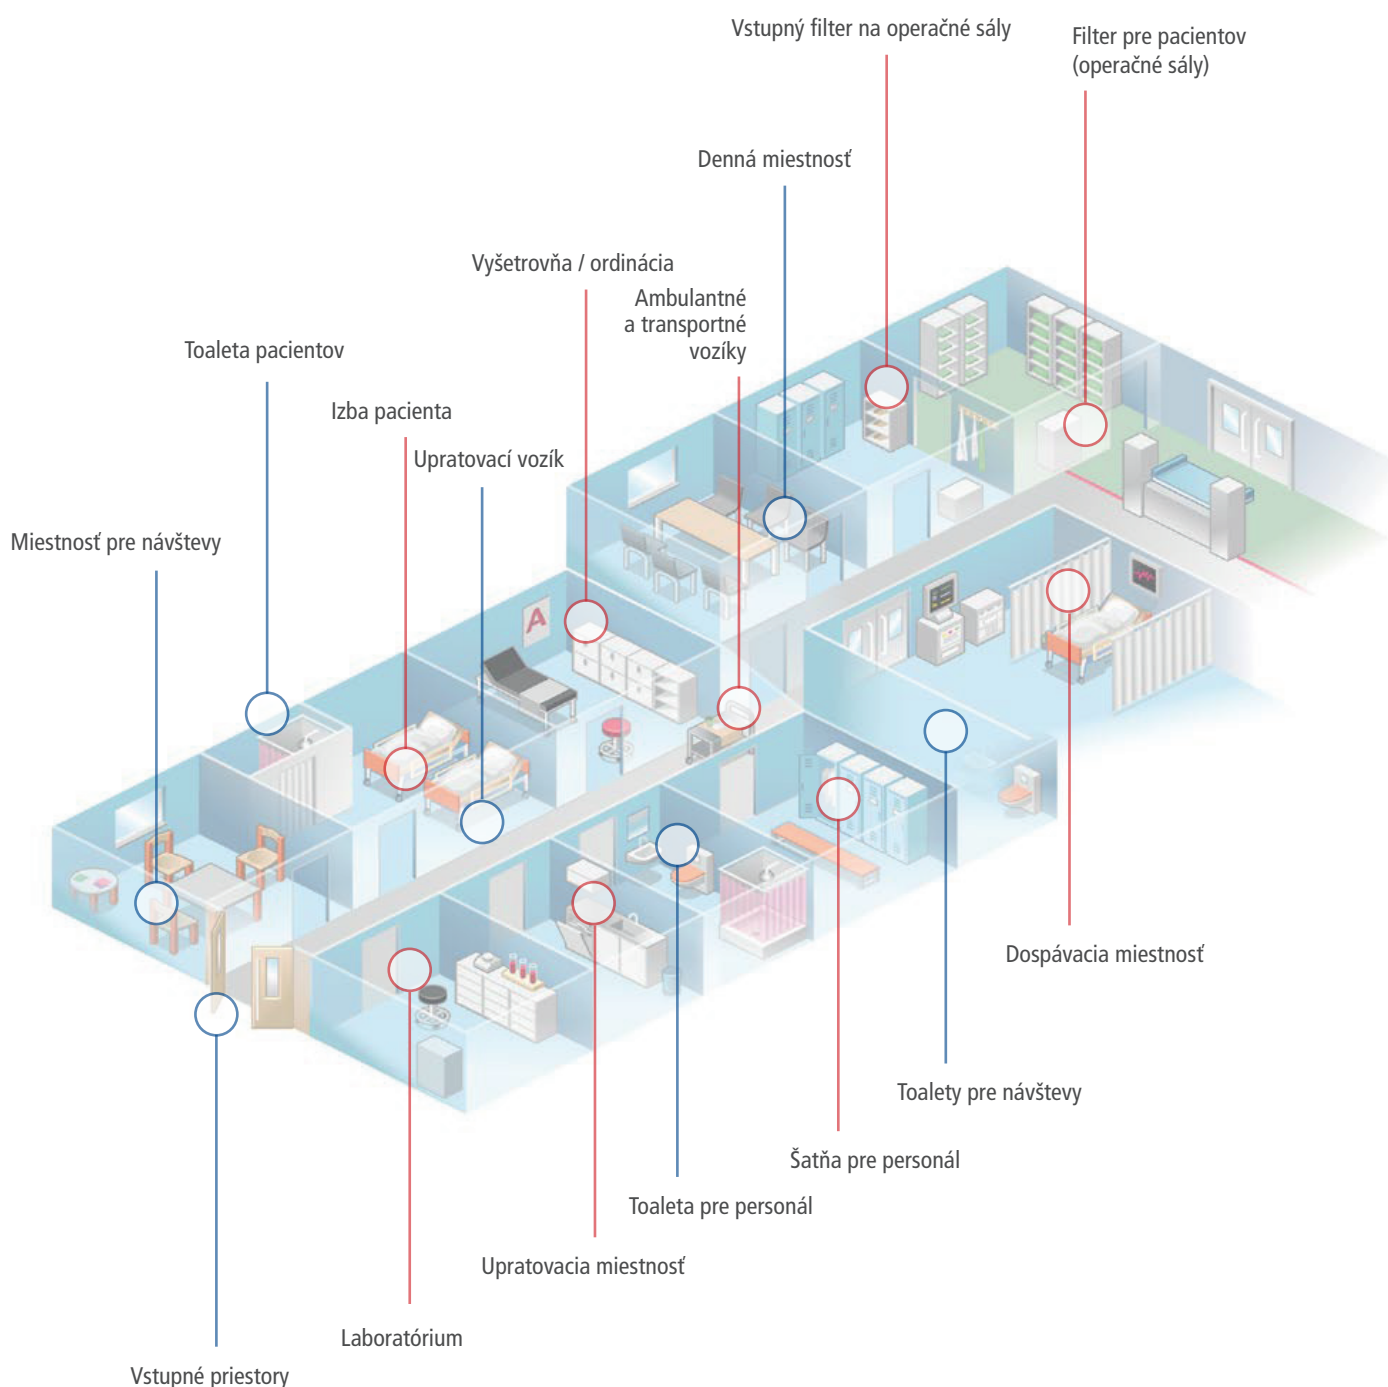 Vstupný filter na operačné sály
Filter pre pacientov
(operačné sály)
Denná miestnosť
Vyšetrovňa / ordinácia
Ambulantné
a transportné
vozíky
Toaleta pacientov
Izba pacienta
Upratovací vozík
Miestnosť pre návštevy
A
Dospávacia miestnosť
Toalety pre návštevy
Šatňa pre personál
Toaleta pre personál
Upratovacia miestnosť
Laboratórium
Vstupné priestory